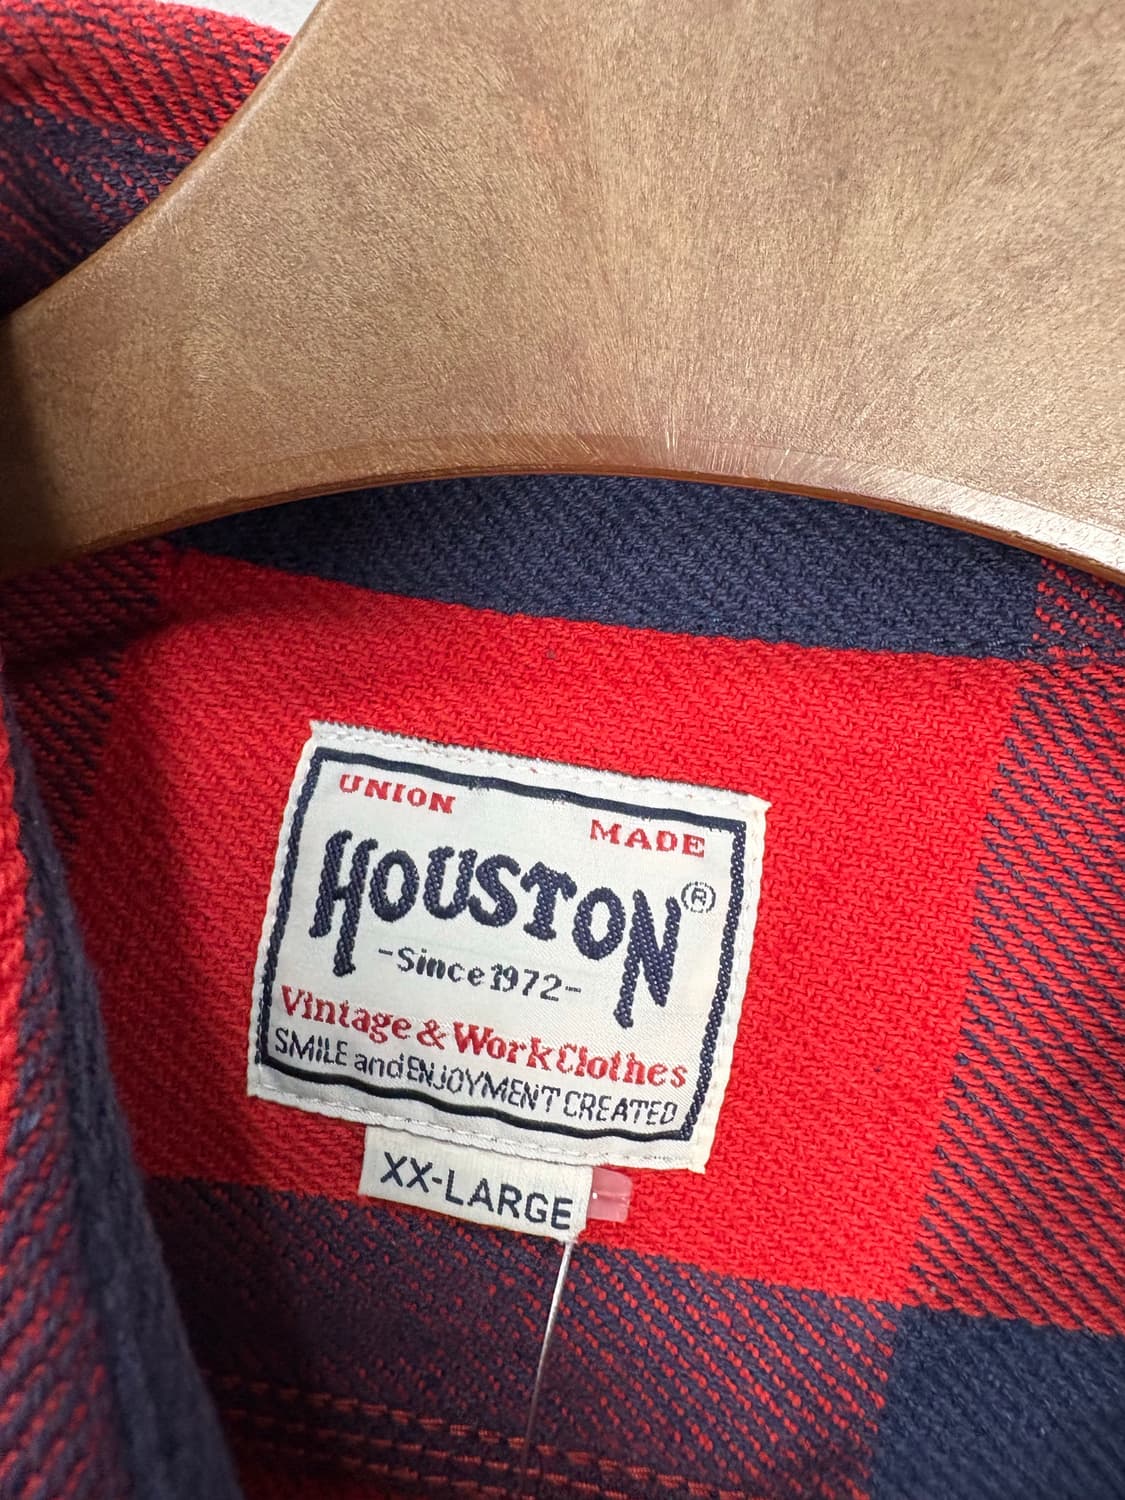 UNION
MADE
HOUSTON®
-Since 1972-
Vintage & Work Clothes
SMILE and ENJOYMENT CREATED
XX-LARGE